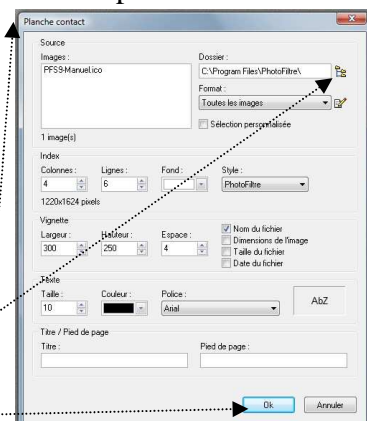 Planche contact
Source
Images :
Dossier :
PFS9-Manuel.ico
C:\Program Files\PhotoFiltre\
Format :
Toutes les images
Sélection personnalisée
1 image(s)
Index
Colonnes : Lignes : Fond : Style :
4 6 PhotoFiltre
1220x1624 pixels
Vignette
Largeur : Hauteur : Espace :
300 250 4
Nom du fichier
Dimensions de l'image
Taille du fichier
Date du fichier
Texte
Taille : Couleur : Police :
10 Arial AbZ
Titre / Pied de page
Titre : Pied de page :
Ok Annuler